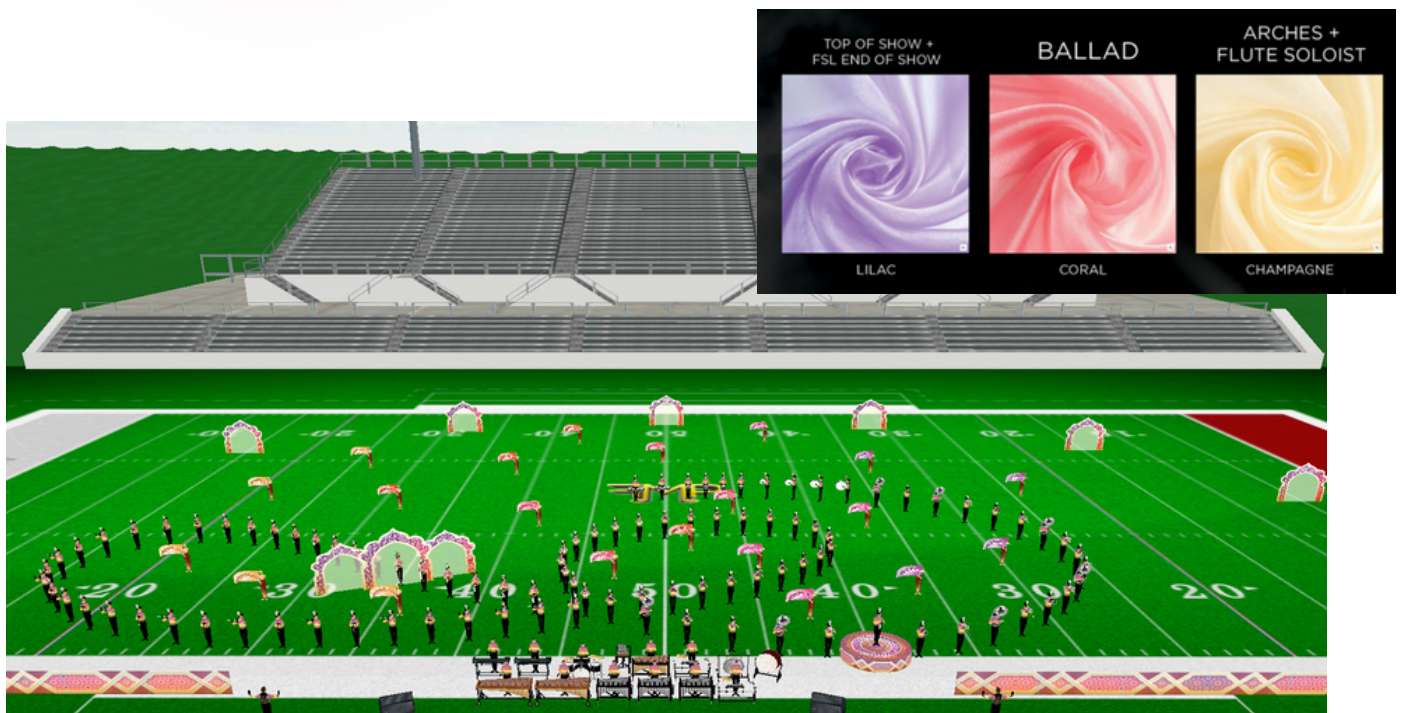 TOP OF SHOW +
FSL END OF SHOW
BALLAD
ARCHES +
FLUTE SOLOIST
LILAC
CORAL
CHAMPAGNE
20 30 40 50 40 30 20